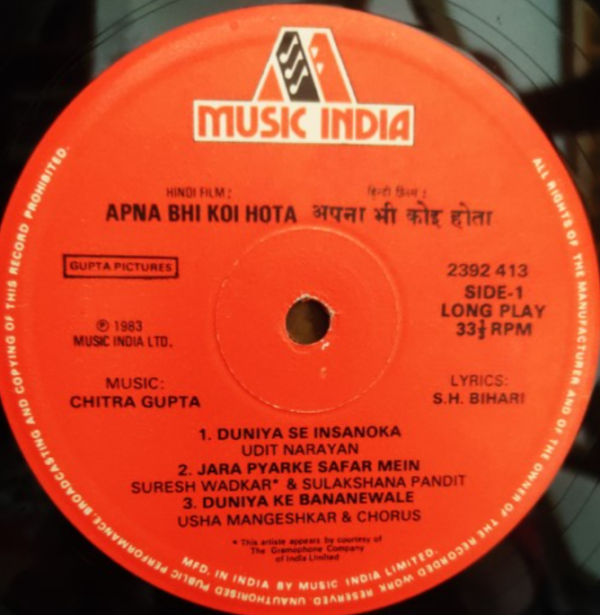 MUSIC INDIA
HINDI FILM: हिन्दी फ़िल्म :
APNA BHI KOI HOTA अपना भी कोइ होता
GUPTA PICTURES
2392 413
SIDE-1
LONG PLAY
33⅓ RPM
℗ 1983
MUSIC INDIA LTD.
MUSIC:
CHITRA GUPTA
LYRICS:
S.H. BIHARI
1. DUNIYA SE INSANOKA
UDIT NARAYAN
2. JARA PYARKE SAFAR MEIN
SURESH WADKAR* & SULAKSHANA PANDIT
3. DUNIYA KE BANANEWALE
USHA MANGESHKAR & CHORUS
* This artiste appears by courtesy of
The Gramophone Company
of India Limited
MFD. IN INDIA BY MUSIC INDIA LIMITED.
ALL RIGHTS OF THE MANUFACTURER AND OF THE OWNER OF THE RECORDED WORK RESERVED. UNAUTHORISED PUBLIC PERFORMANCE BROADCASTING AND COPYING OF THIS RECORD PROHIBITED.